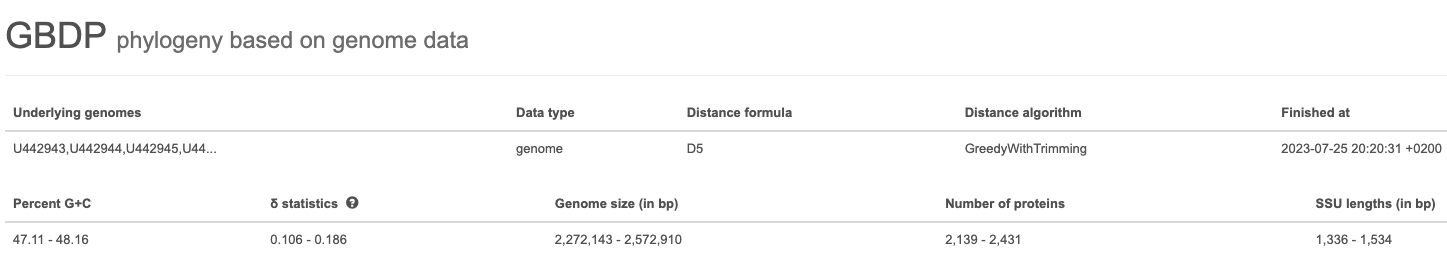 GBDP phylogeny based on genome data
Underlying genomes Data type Distance formula Distance algorithm Finished at
U442943,U442944,U442945,U44... genome D5 GreedyWithTrimming 2023-07-25 20:20:31 +0200
Percent G+C δ statistics ? Genome size (in bp) Number of proteins SSU lengths (in bp)
47.11 - 48.16 0.106 - 0.186 2,272,143 - 2,572,910 2,139 - 2,431 1,336 - 1,534